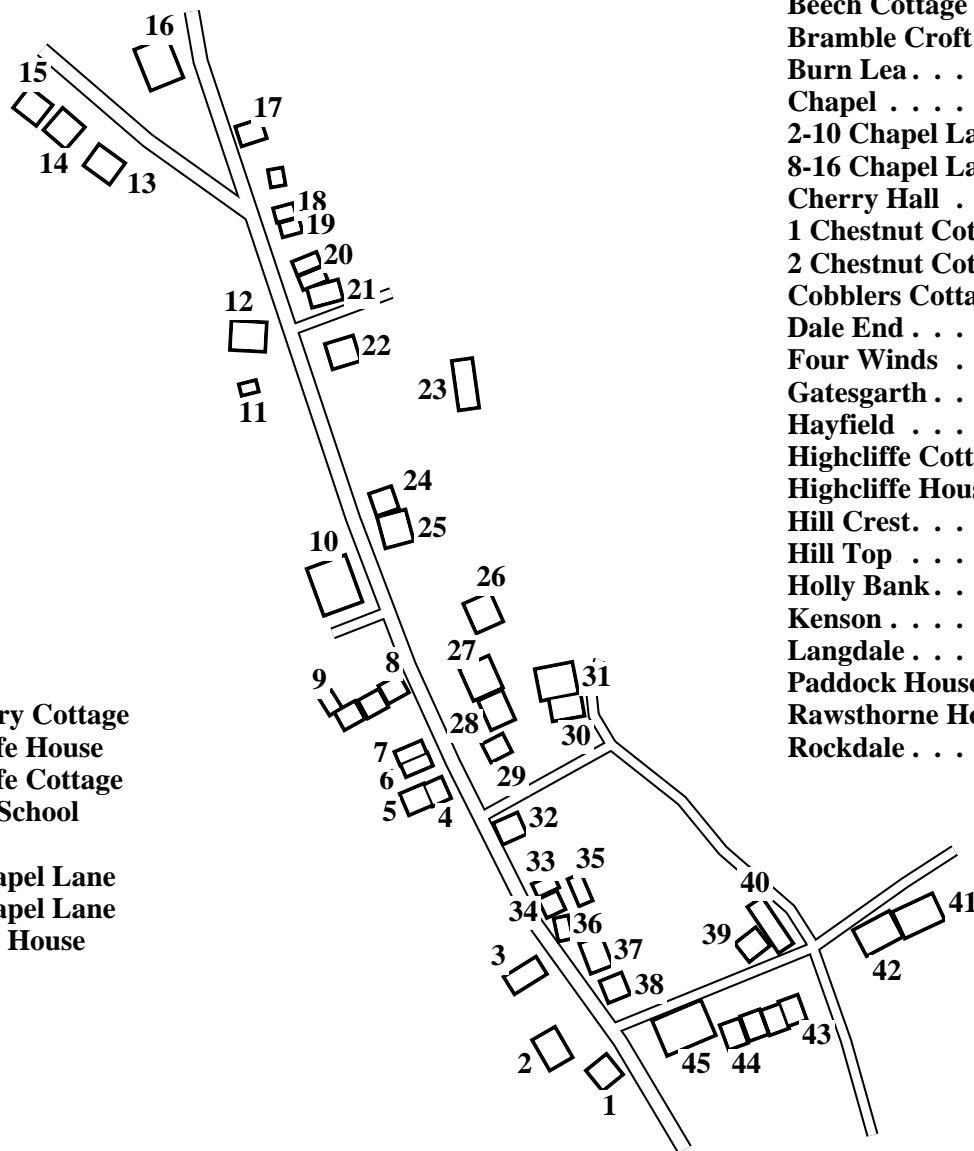 Beech Cottage
Bramble Croft
Burn Lea . . .
Chapel . . . .
2-10 Chapel La
8-16 Chapel La
Cherry Hall . .
1 Chestnut Cot
2 Chestnut Cot
Cobblers Cotta
Dale End . . .
Four Winds . .
Gatesgarth . . .
Hayfield . . . .
Highcliffe Cott
Highcliffe Hous
Hill Crest . . .
Hill Top . . . .
Holly Bank . . .
Kenson . . . .
Langdale . . .
Paddock House
Rawsthorne Ho
Rockdale . . .
ry Cottage
fe House
fe Cottage
School
apel Lane
apel Lane
House
16
15
17
14
13
18
19
20
21
12
22
23
11
24
25
10
26
27
8
9
31
28
30
7
29
6
5
4
32
33
35
40
34
41
36
39
42
37
3
38
43
2
45
44
1